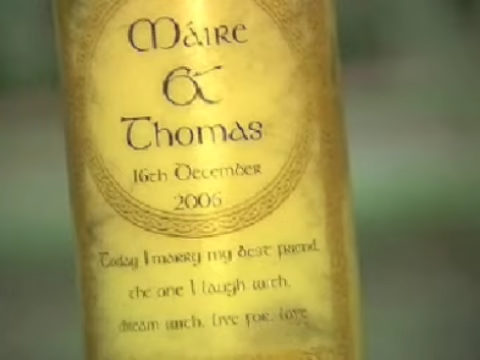 Máire
&
Thomas
16th December
2006
Today I marry my best friend,
the one I laugh with,
dream with, live for, love